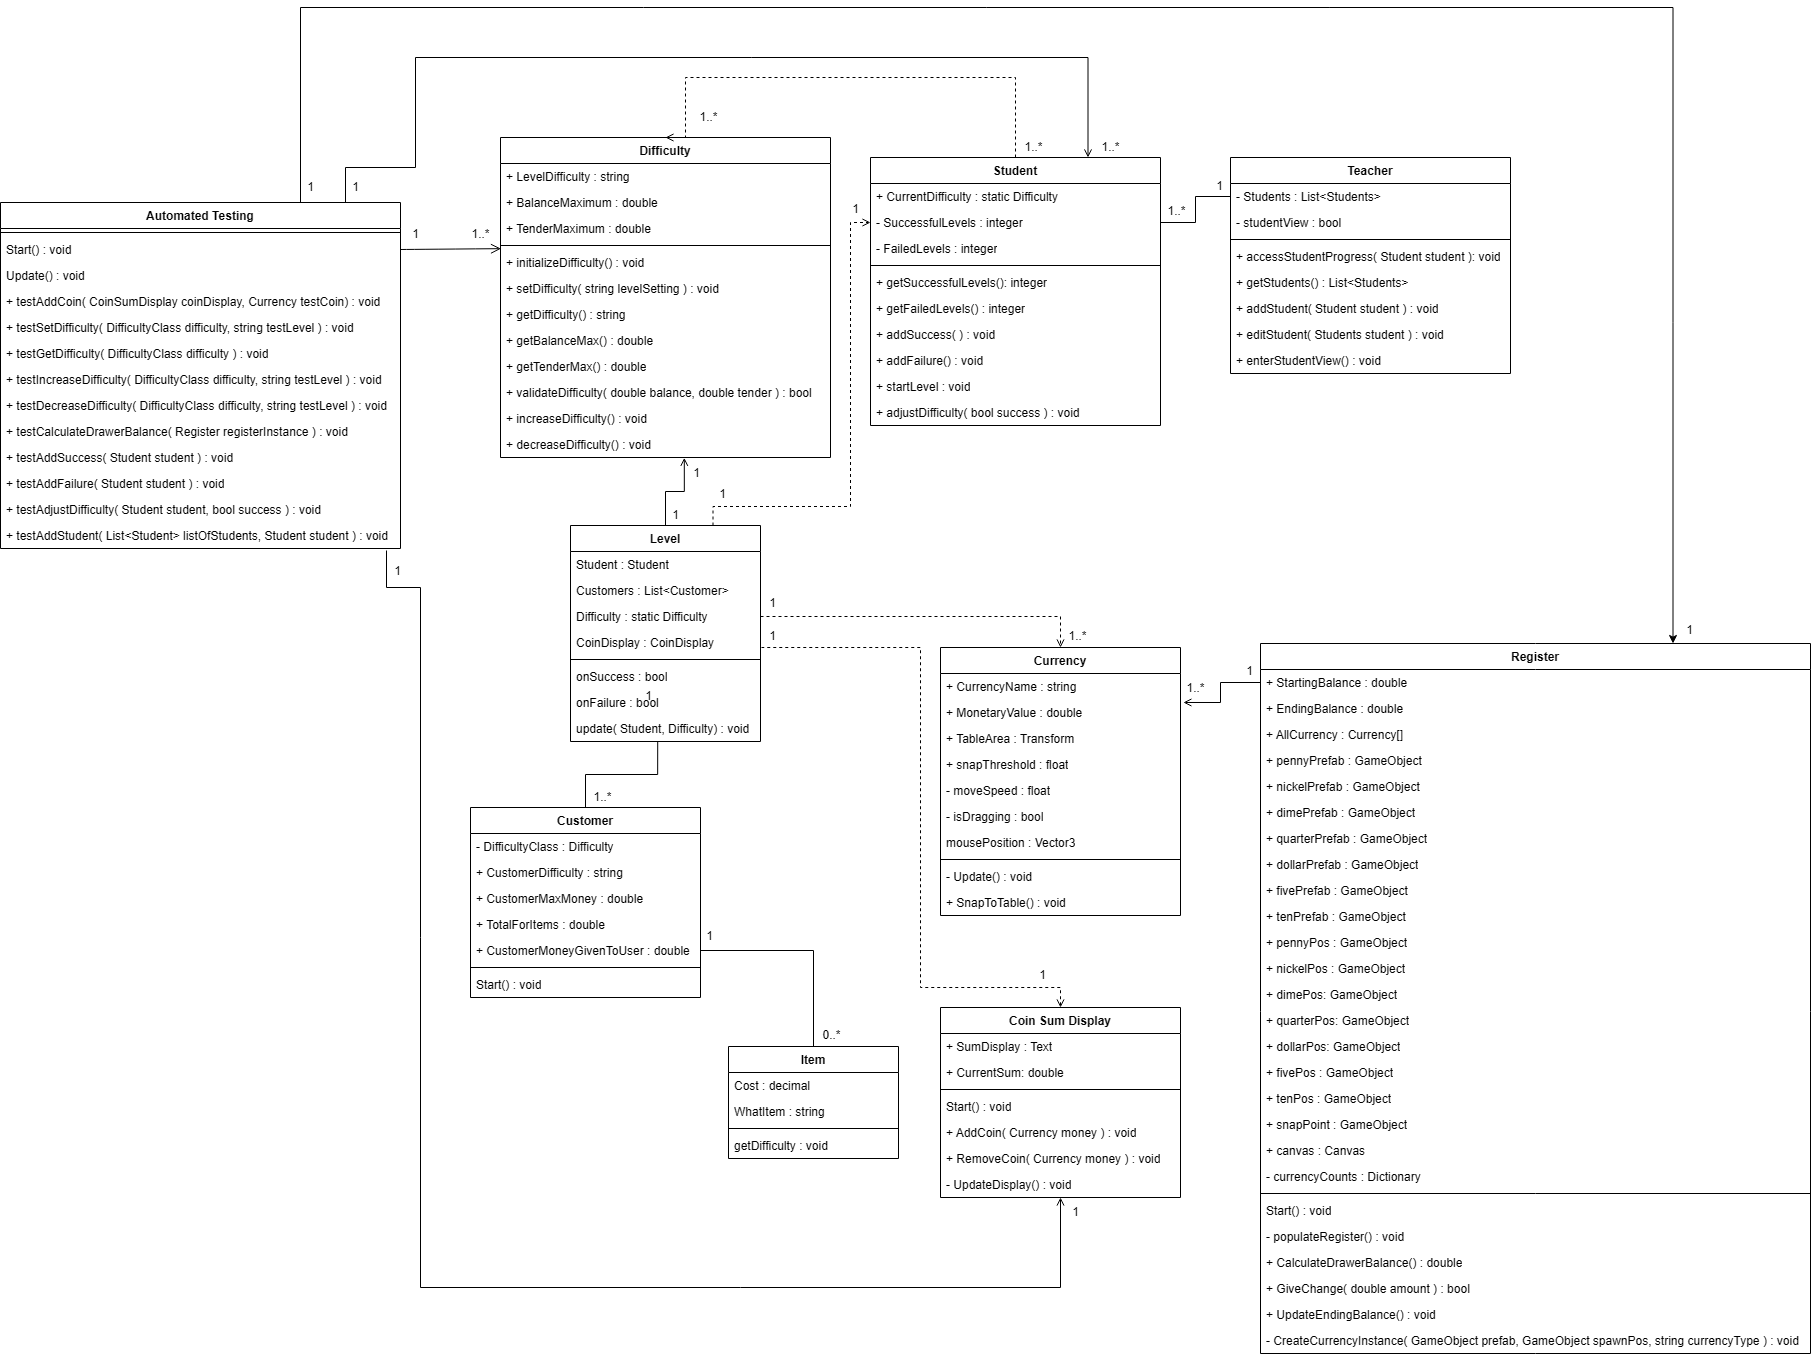 Automated Testing
Start() : void
Update() : void
+ testAddCoin( CoinSumDisplay coinDisplay, Currency testCoin) : void
+ testSetDifficulty( DifficultyClass difficulty, string testLevel ) : void
+ testGetDifficulty( DifficultyClass difficulty ) : void
+ testIncreaseDifficulty( DifficultyClass difficulty, string testLevel ) : void
+ testDecreaseDifficulty( DifficultyClass difficulty, string testLevel ) : void
+ testCalculateDrawerBalance( Register registerInstance ) : void
+ testAddSuccess( Student student ) : void
+ testAddFailure( Student student ) : void
+ testAdjustDifficulty( Student student, bool success ) : void
+ testAddStudent( List<Student> listOfStudents, Student student ) : void
1
1
1
1..*
1
1..*
Difficulty
+ LevelDifficulty : string
+ BalanceMaximum : double
+ TenderMaximum : double
+ initializeDifficulty() : void
+ setDifficulty( string levelSetting ) : void
+ getDifficulty() : string
+ getBalanceMax() : double
+ getTenderMax() : double
+ validateDifficulty( double balance, double tender ) : bool
+ increaseDifficulty() : void
+ decreaseDifficulty() : void
1..*
1..*
1
Student
+ CurrentDifficulty : static Difficulty
- SuccessfulLevels : integer
- FailedLevels : integer
+ getSuccessfulLevels(): integer
+ getFailedLevels() : integer
+ addSuccess( ) : void
+ addFailure() : void
+ startLevel : void
+ adjustDifficulty( bool success ) : void
1..*
1
Teacher
- Students : List<Students>
- studentView : bool
+ accessStudentProgress( Student student ): void
+ getStudents() : List<Students>
+ addStudent( Student student ) : void
+ editStudent( Students student ) : void
+ enterStudentView() : void
1
1
1
Level
Student : Student
Customers : List<Customer>
Difficulty : static Difficulty
CoinDisplay : CoinDisplay
onSuccess : bool
onFailure : bool
1
update( Student, Difficulty) : void
1
1
1..*
1..*
Customer
- DifficultyClass : Difficulty
+ CustomerDifficulty : string
+ CustomerMaxMoney : double
+ TotalForItems : double
+ CustomerMoneyGivenToUser : double
Start() : void
1
0..*
Item
Cost : decimal
WhatItem : string
getDifficulty : void
Currency
+ CurrencyName : string
+ MonetaryValue : double
+ TableArea : Transform
+ snapThreshold : float
- moveSpeed : float
- isDragging : bool
mousePosition : Vector3
- Update() : void
+ SnapToTable() : void
1..*
1
1
Coin Sum Display
+ SumDisplay : Text
+ CurrentSum: double
Start() : void
+ AddCoin( Currency money ) : void
+ RemoveCoin( Currency money ) : void
- UpdateDisplay() : void
1
1
Register
+ StartingBalance : double
+ EndingBalance : double
+ AllCurrency : Currency[]
+ pennyPrefab : GameObject
+ nickelPrefab : GameObject
+ dimePrefab : GameObject
+ quarterPrefab : GameObject
+ dollarPrefab : GameObject
+ fivePrefab : GameObject
+ tenPrefab : GameObject
+ pennyPos : GameObject
+ nickelPos : GameObject
+ dimePos: GameObject
+ quarterPos: GameObject
+ dollarPos: GameObject
+ fivePos : GameObject
+ tenPos : GameObject
+ snapPoint : GameObject
+ canvas : Canvas
- currencyCounts : Dictionary
Start() : void
- populateRegister() : void
+ CalculateDrawerBalance() : double
+ GiveChange( double amount ) : bool
+ UpdateEndingBalance() : void
- CreateCurrencyInstance( GameObject prefab, GameObject spawnPos, string currencyType ) : void